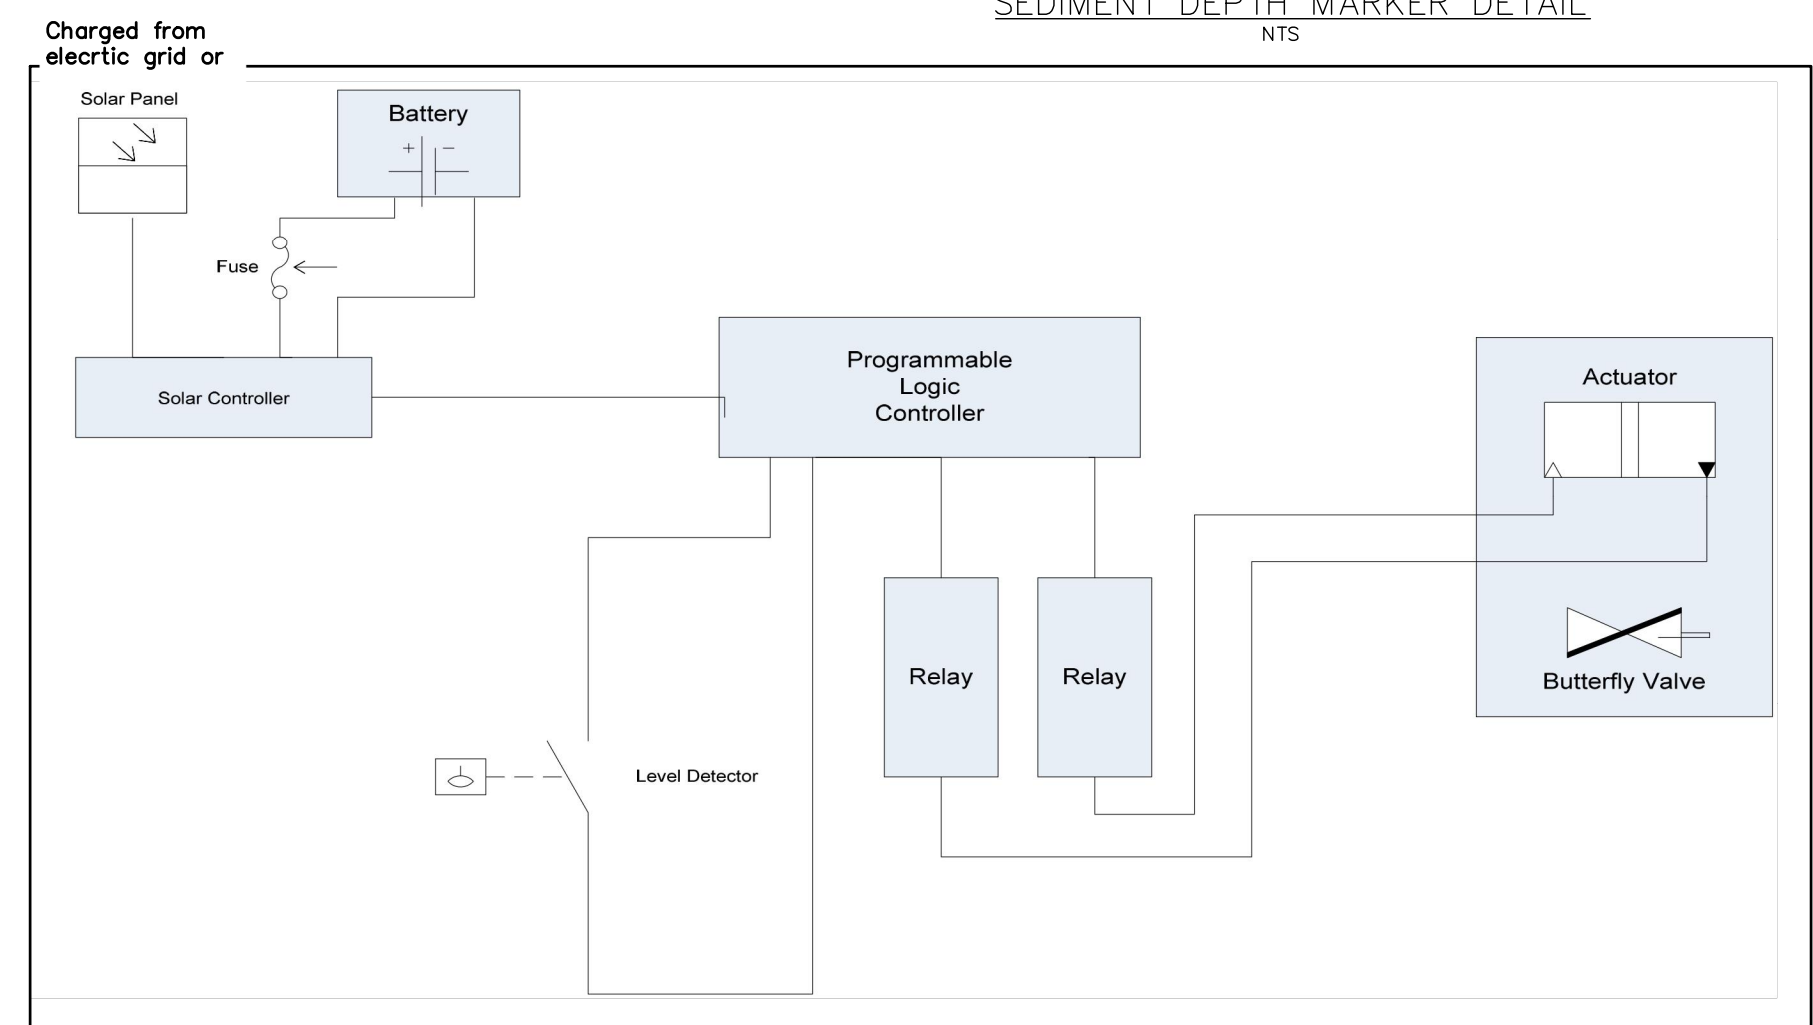 SEDIMENT DEPTH MARKER DETAIL
NTS
Charged from
elecrtic grid or
Solar Panel
Battery
+ −
Fuse
Solar Controller
Programmable
Logic
Controller
Actuator
Relay
Relay
Butterfly Valve
Level Detector